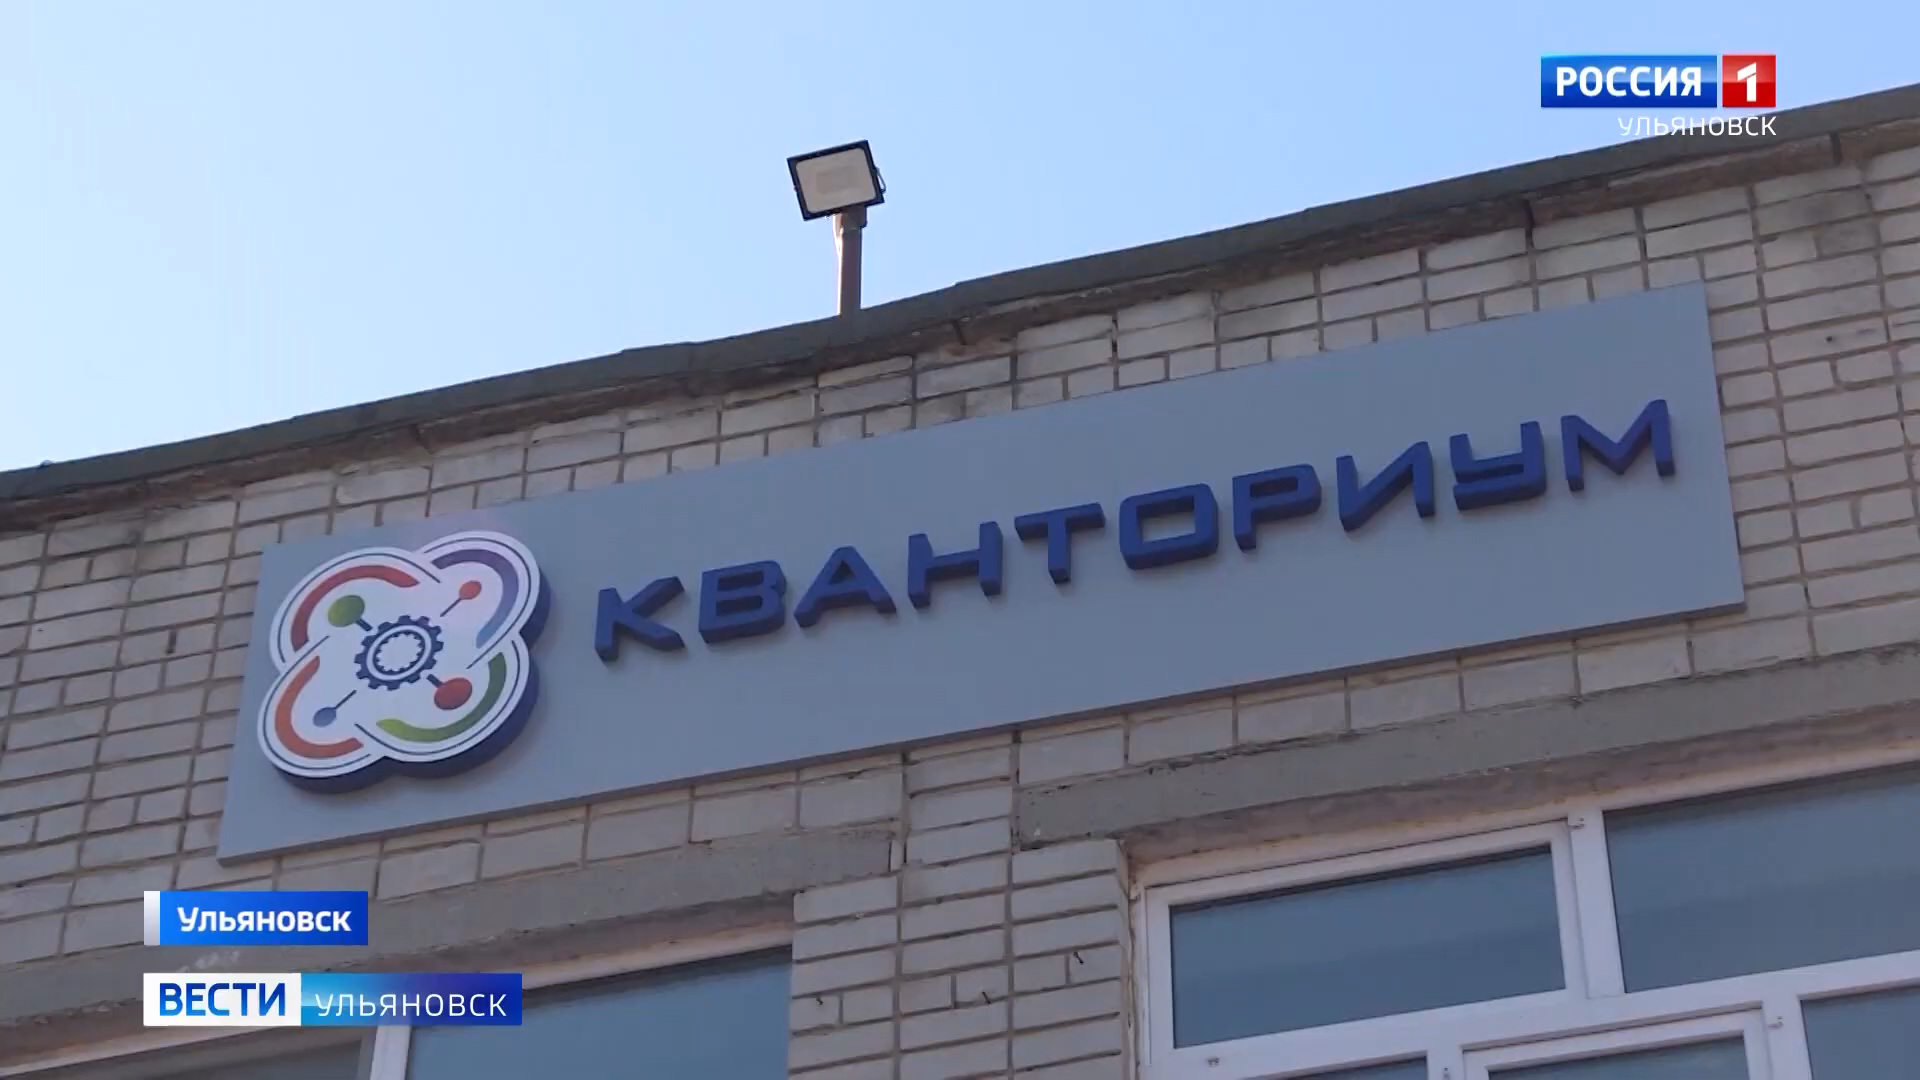 РОССИЯ 1
УЛЬЯНОВСК
КВАНТОРИУМ
Ульяновск
ВЕСТИ УЛЬЯНОВСК